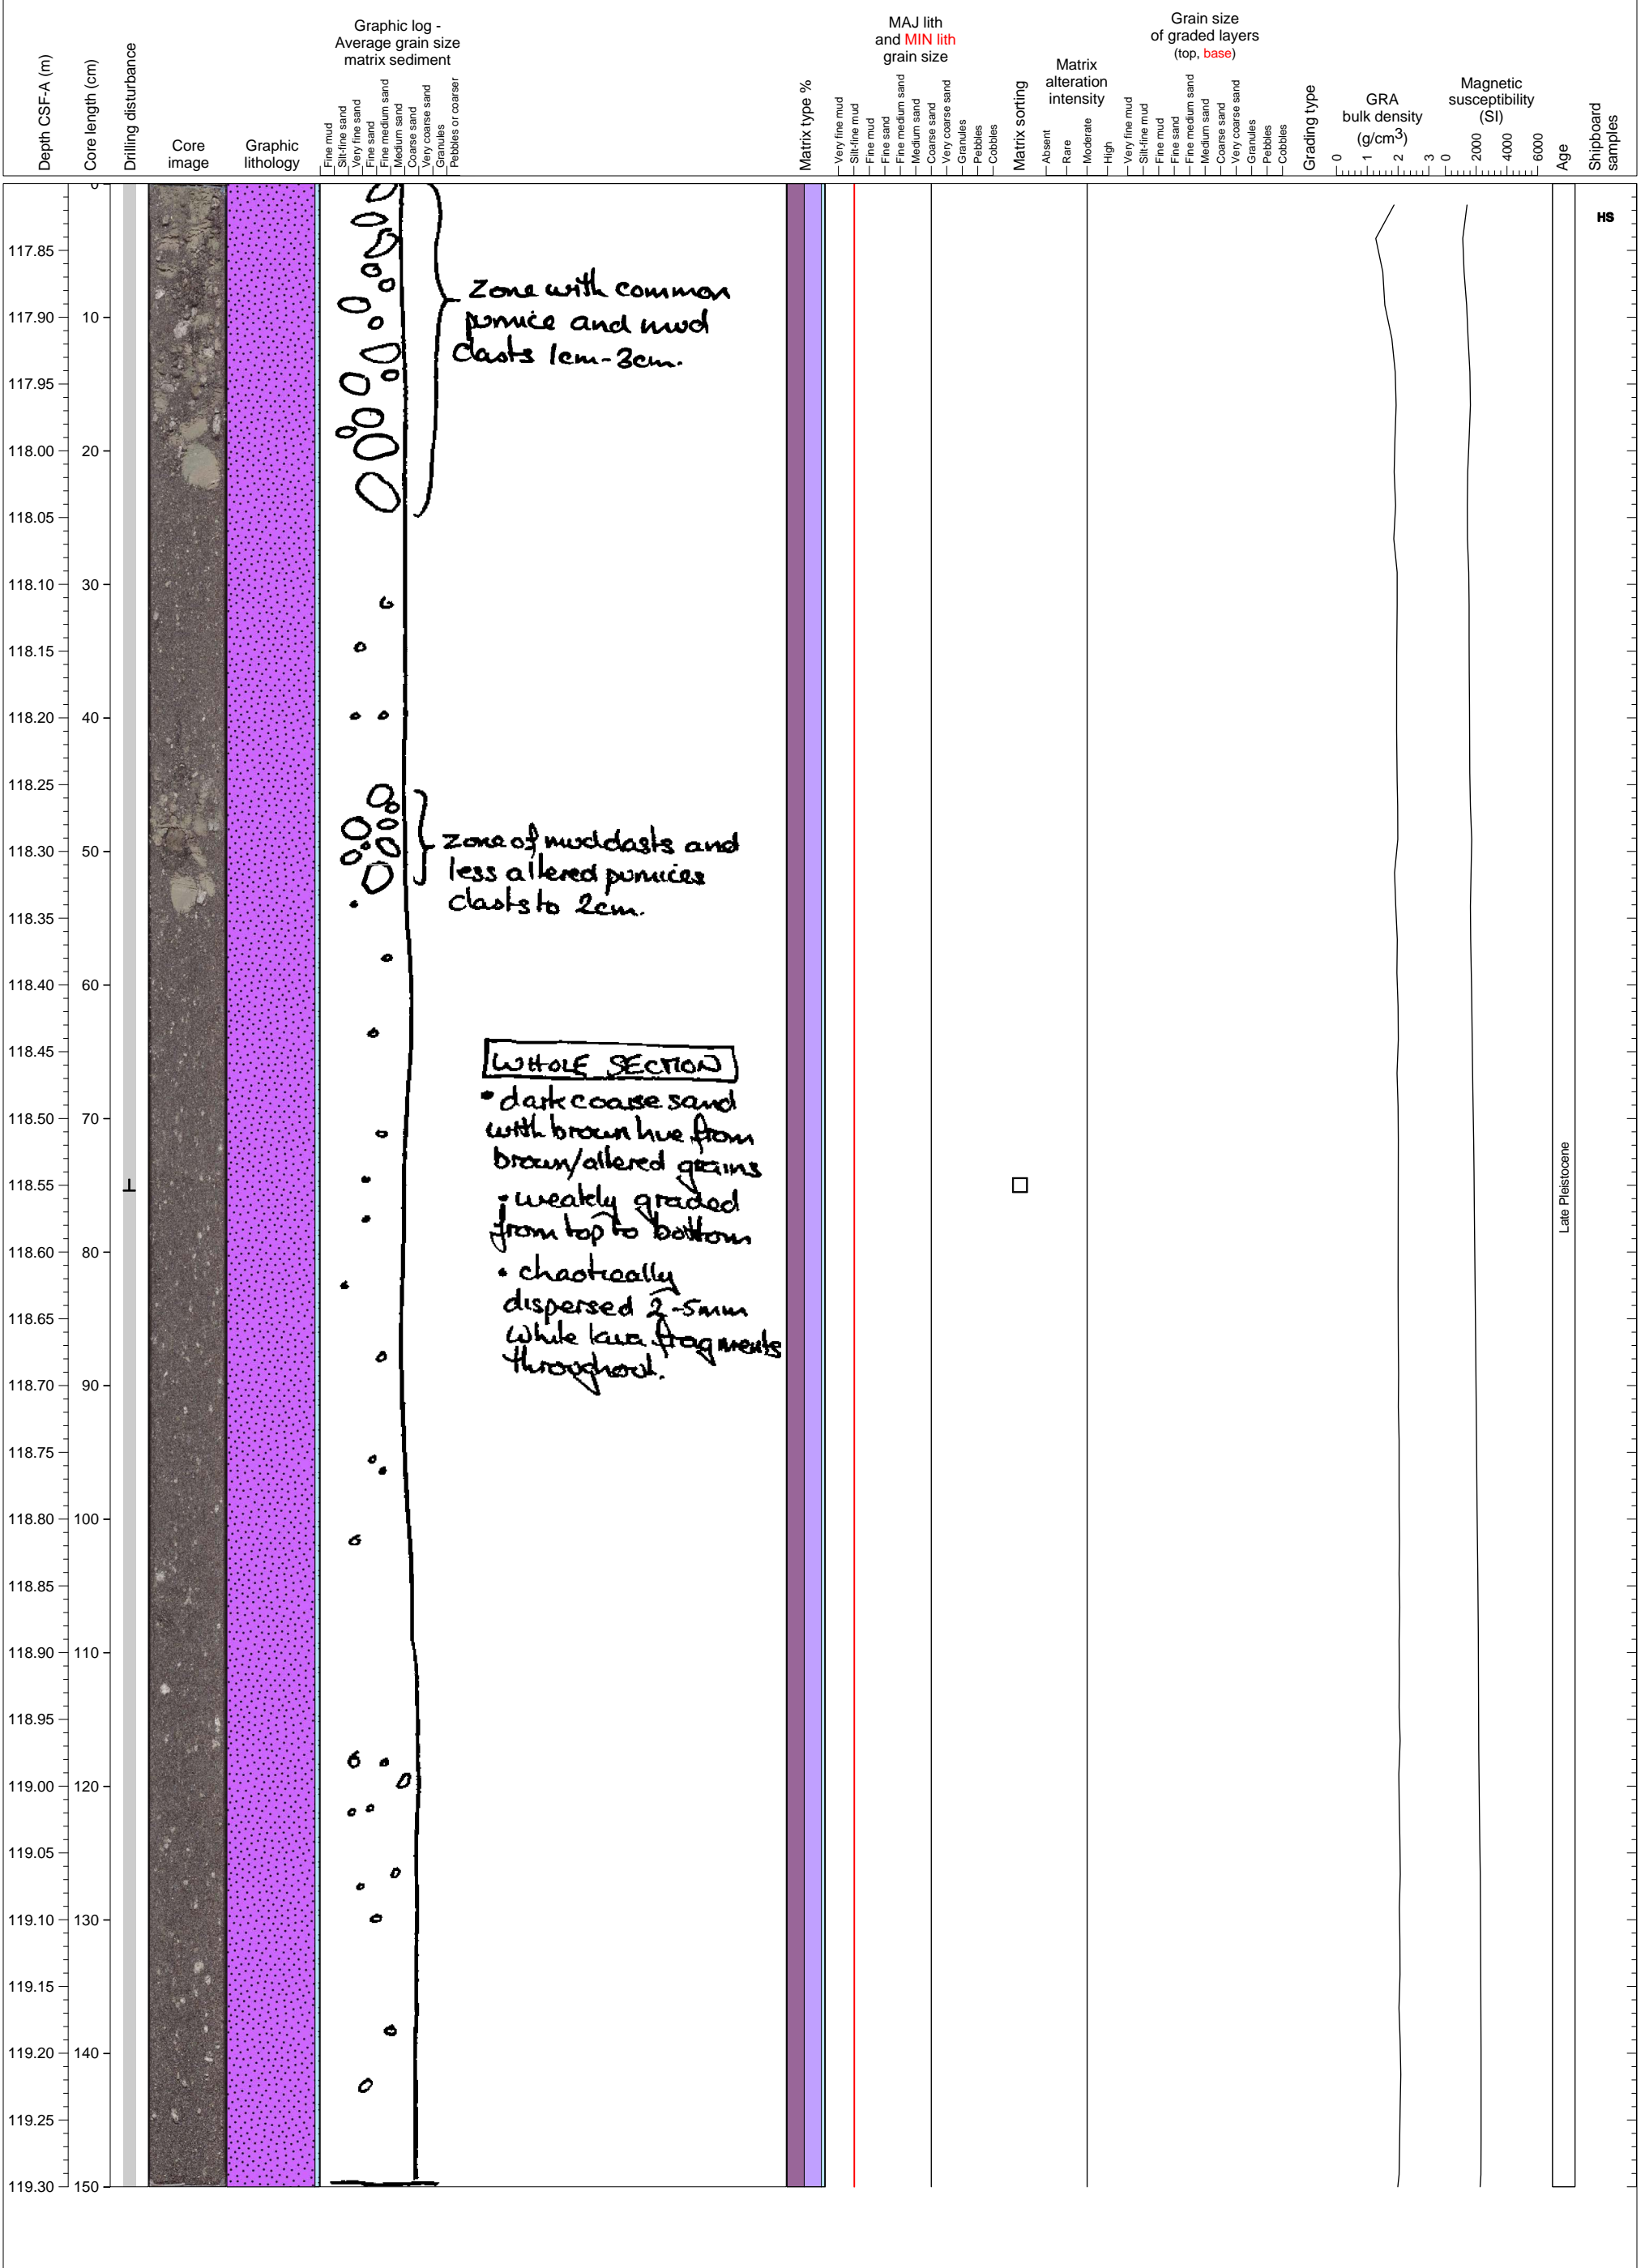 Depth CSF-A (m)
Core length (cm)
Drilling disturbance
Core
image
Graphic
lithology
Graphic log -
Average grain size
matrix sediment
Fine mud
Silt-fine sand
Very fine sand
Fine sand
Fine medium sand
Medium sand
Coarse sand
Very coarse sand
Granules
Pebbles or coarser
Matrix type %
MAJ lith
and MIN lith
grain size
Very fine mud
Silt-fine mud
Fine mud
Fine sand
Fine medium sand
Medium sand
Coarse sand
Very coarse sand
Granules
Pebbles
Cobbles
Matrix sorting
Matrix
alteration
intensity
Absent
Rare
Moderate
High
Grain size
of graded layers
(top, base)
Very fine mud
Silt-fine mud
Fine mud
Fine sand
Fine medium sand
Medium sand
Coarse sand
Very coarse sand
Granules
Pebbles
Cobbles
Grading type
GRA
bulk density
(g/cm3)
0 1 2 3
Magnetic
susceptibility
(SI)
0 2000 4000 6000
Age
Shipboard
samples
0
117.85
117.90 10
117.95
118.00 20
118.05
118.10 30
118.15
118.20 40
118.25
118.30 50
118.35
118.40 60
118.45
118.50 70
118.55
118.60 80
118.65
118.70 90
118.75
118.80 100
118.85
118.90 110
118.95
119.00 120
119.05
119.10 130
119.15
119.20 140
119.25
119.30 150
Zone with common
pumice and mud
clasts 1cm-3cm.
zone of mudclasts and
less altered pumices
clasts to 2cm.
WHOLE SECTION
• dark coarse sand
with brown hue from
brown/altered grains
• weakly graded
from top to bottom
• chaotically
dispersed 2-5mm
white lava fragments
throughout.
Late Pleistocene
HS